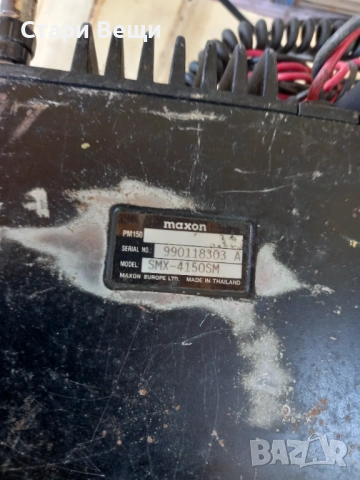 Стари Вещи
maxon
PM150
SERIAL NO.: 990118303 A
MODEL: SMX-4150SM
MAXON EUROPE LTD. MADE IN THAILAND
BAZAR